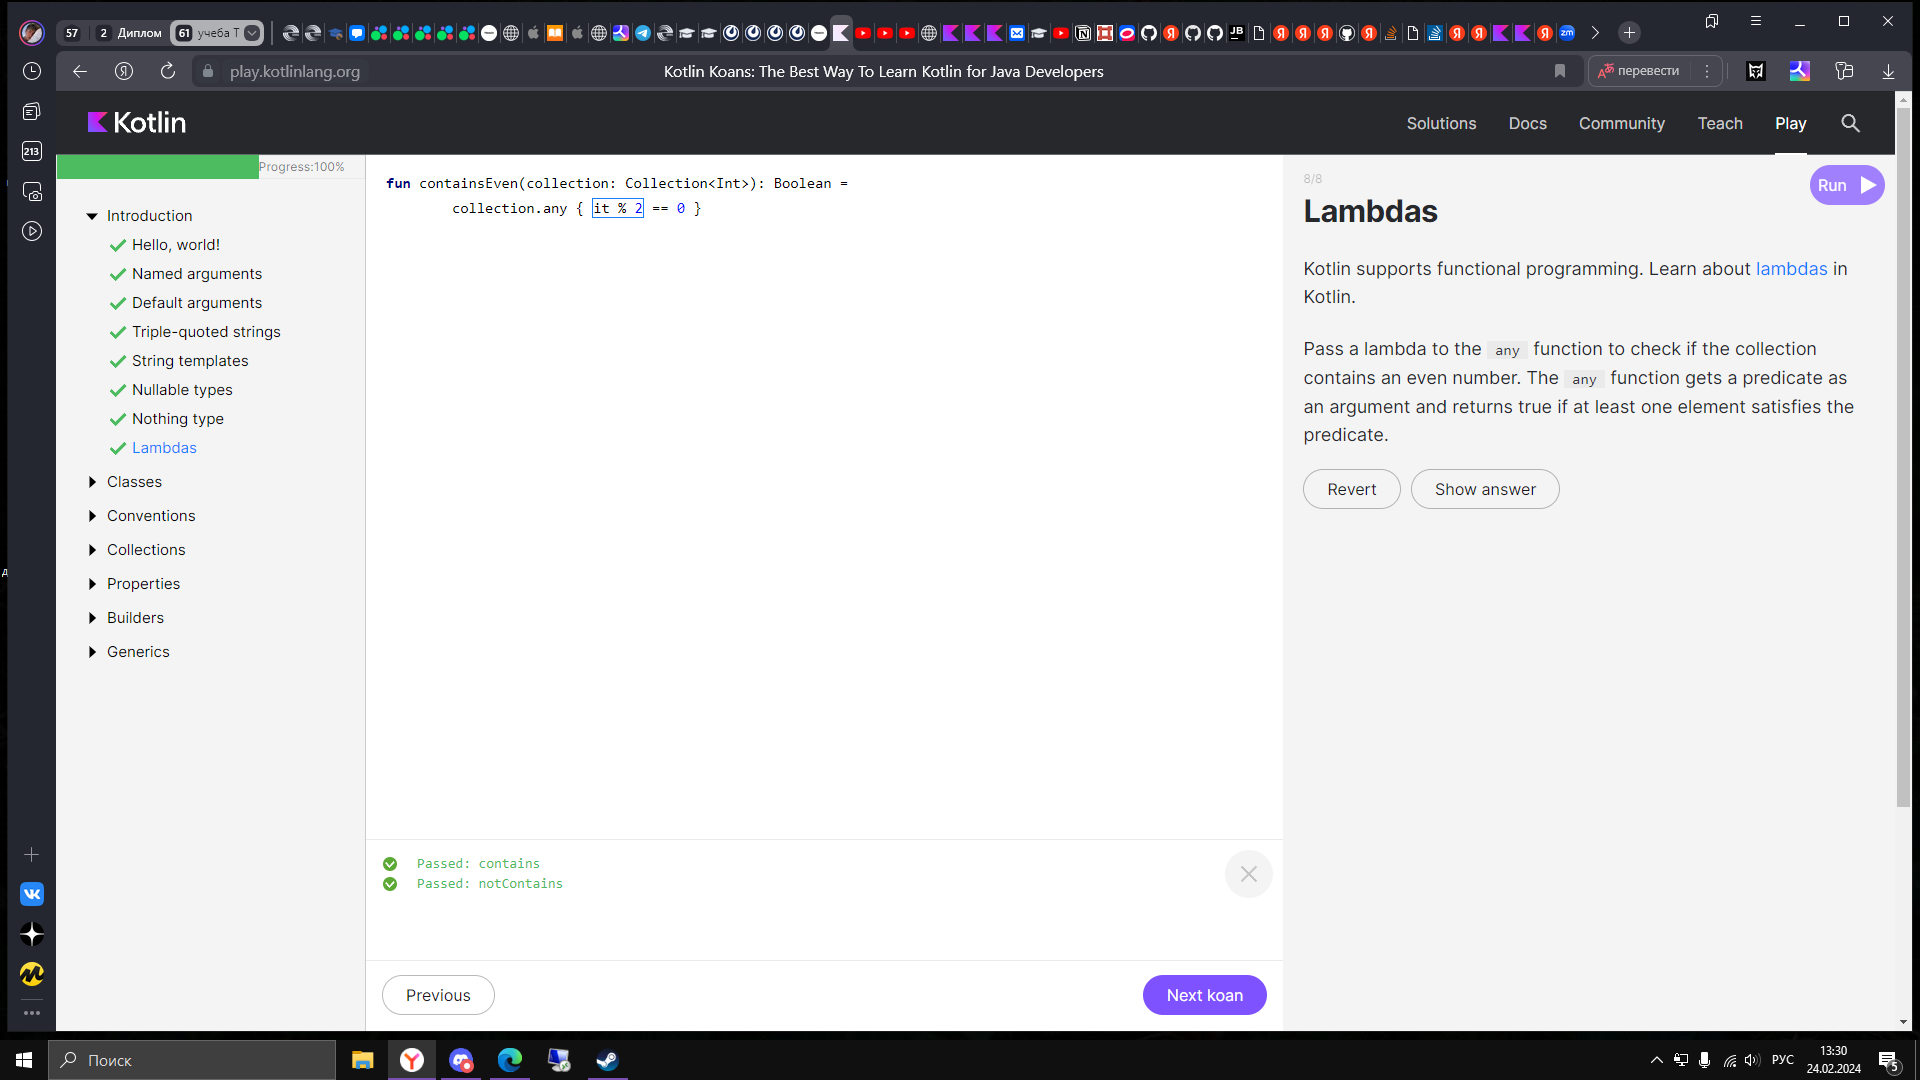 57
2 Диплом
61 учеба Т
play.kotlinlang.org
Kotlin Koans: The Best Way To Learn Kotlin for Java Developers
перевести
213
Kotlin
Solutions
Docs
Community
Teach
Play
Progress:100%
Introduction
Hello, world!
Named arguments
Default arguments
Triple-quoted strings
String templates
Nullable types
Nothing type
Lambdas
Classes
Conventions
Collections
Properties
Builders
Generics
fun containsEven(collection: Collection<Int>): Boolean =
collection.any { it % 2 == 0 }
Passed: contains
Passed: notContains
Previous
Next koan
8/8
Run
Lambdas
Kotlin supports functional programming. Learn about lambdas in
Kotlin.
Pass a lambda to the any function to check if the collection
contains an even number. The any function gets a predicate as
an argument and returns true if at least one element satisfies the
predicate.
Revert
Show answer
Поиск
РУС
13:30
24.02.2024
5